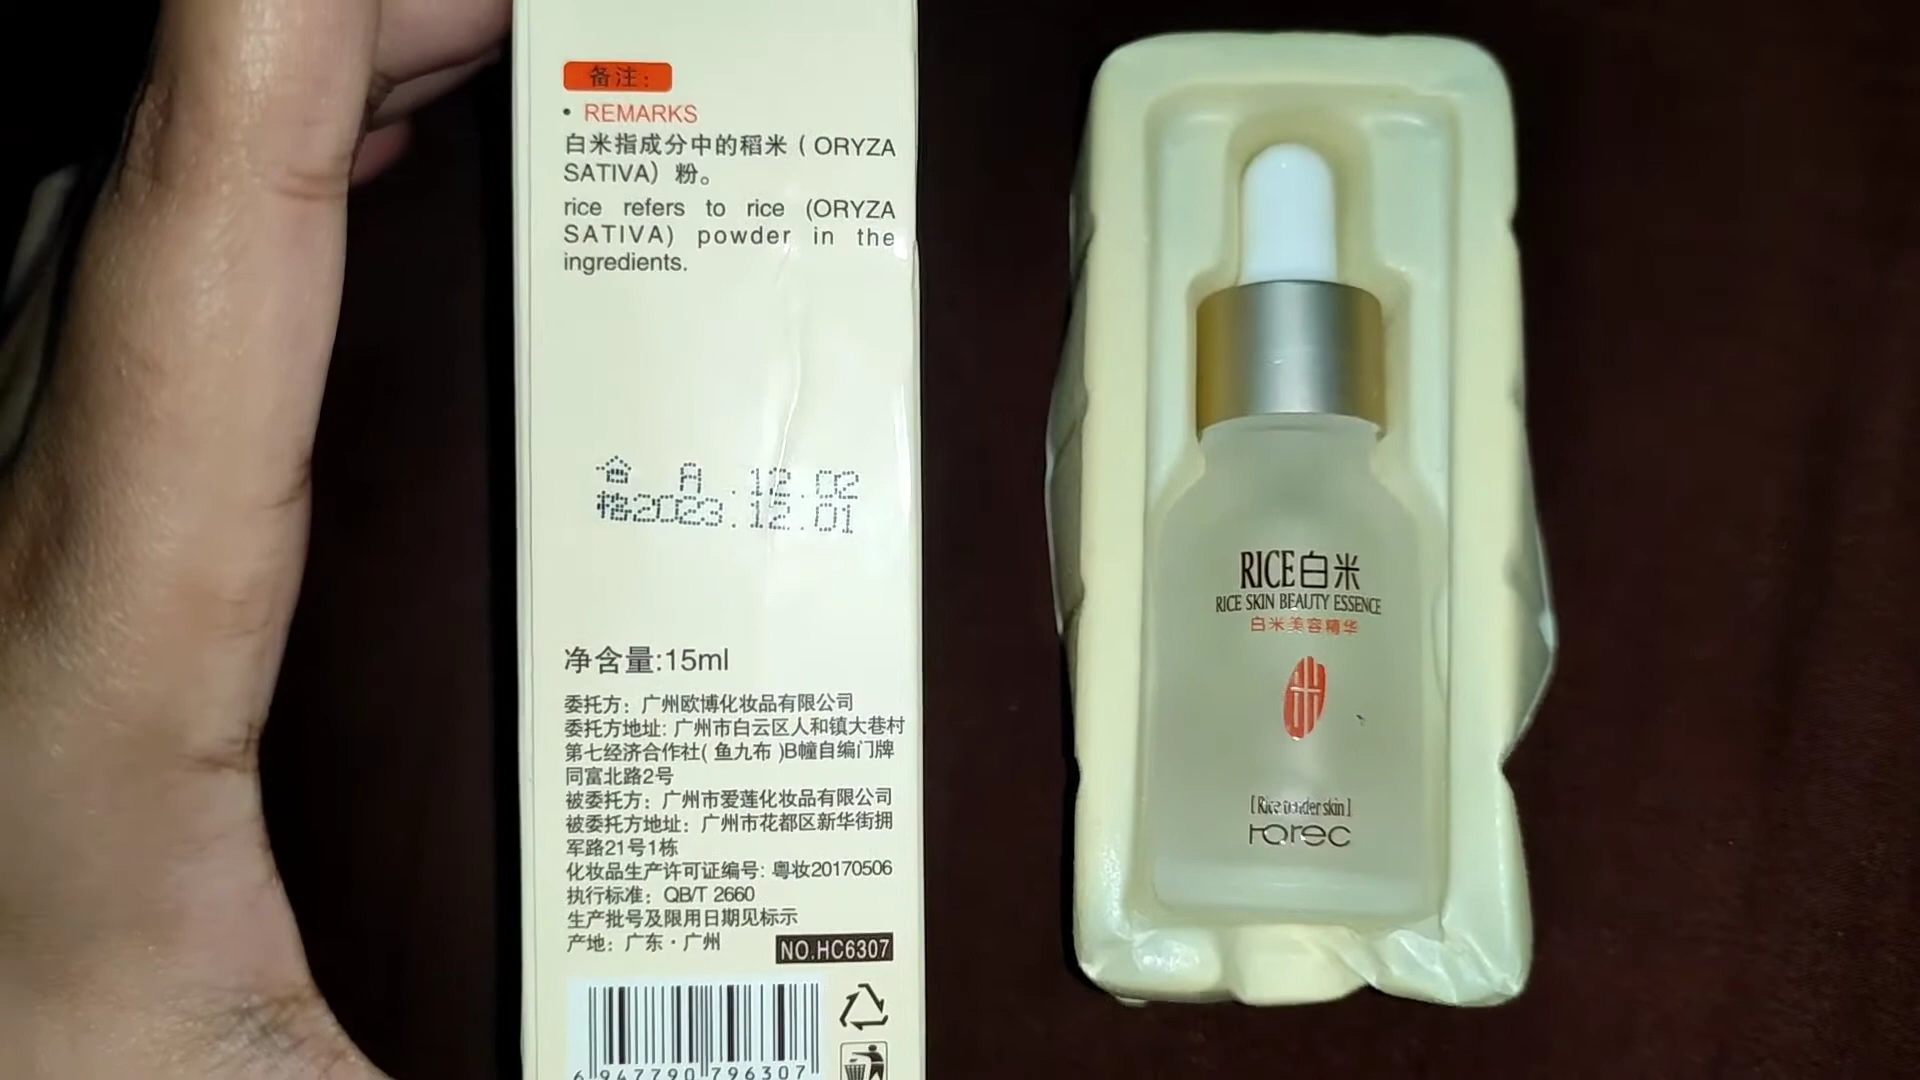 备注：
• REMARKS
白米指成分中的稻米（ORYZA
SATIVA）粉。
rice refers to rice (ORYZA
SATIVA) powder in the
ingredients.
合
格2023.12.01
净含量:15ml
委托方：广州欧博化妆品有限公司
委托方地址: 广州市白云区人和镇大巷村
第七经济合作社( 鱼九布 )B幢自编门牌
同富北路2号
被委托方：广州市爱莲化妆品有限公司
被委托方地址：广州市花都区新华街拥
军路21号1栋
化妆品生产许可证编号: 粤妆20170506
执行标准：QB/T 2660
生产批号及限用日期见标示
产地：广东·广州
NO.HC6307
6 947790 796307
RICE白米
RICE SKIN BEAUTY ESSENCE
白米美容精华
[ Rice skin ]
rorec